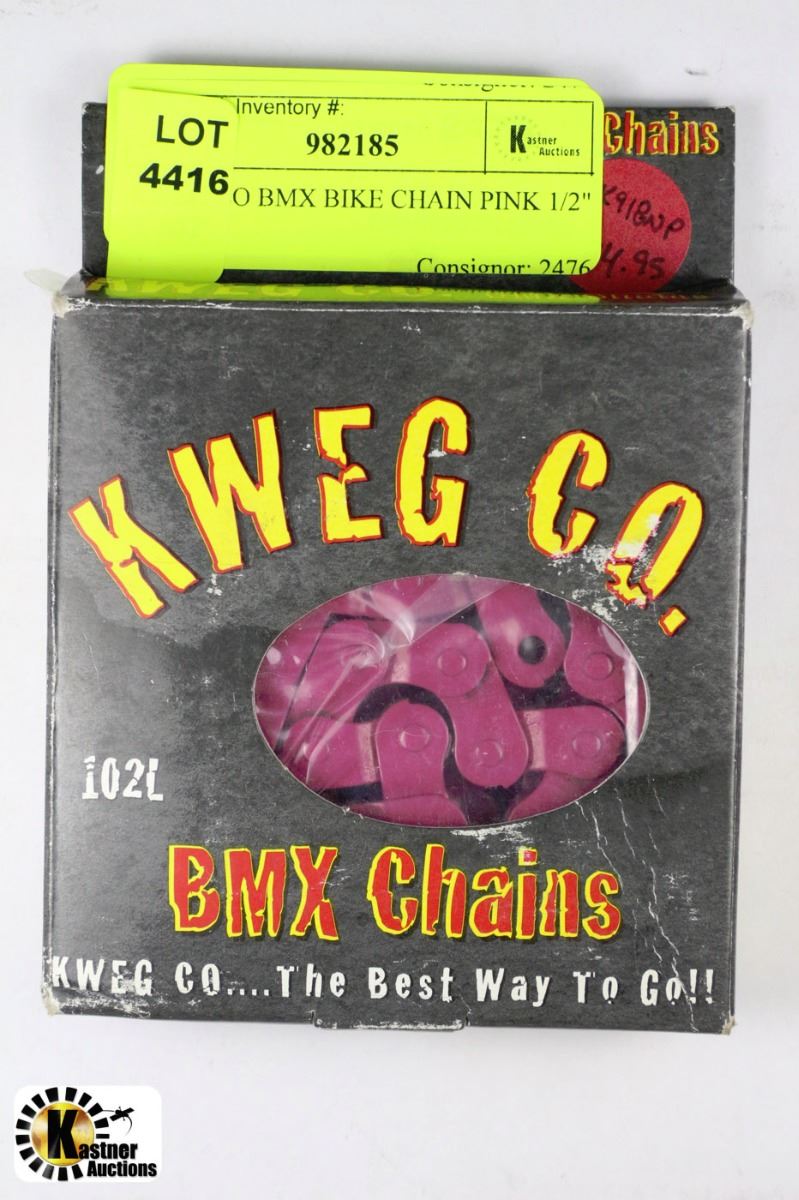 Inventory #:
LOT
4416
982185
Kastner
Auctions
O BMX BIKE CHAIN PINK 1/2"
Consignor: 2476
Chains
4.95
KWEG CO.
102L
BMX Chains
KWEG CO....The Best Way To Go!!
Kastner
Auctions